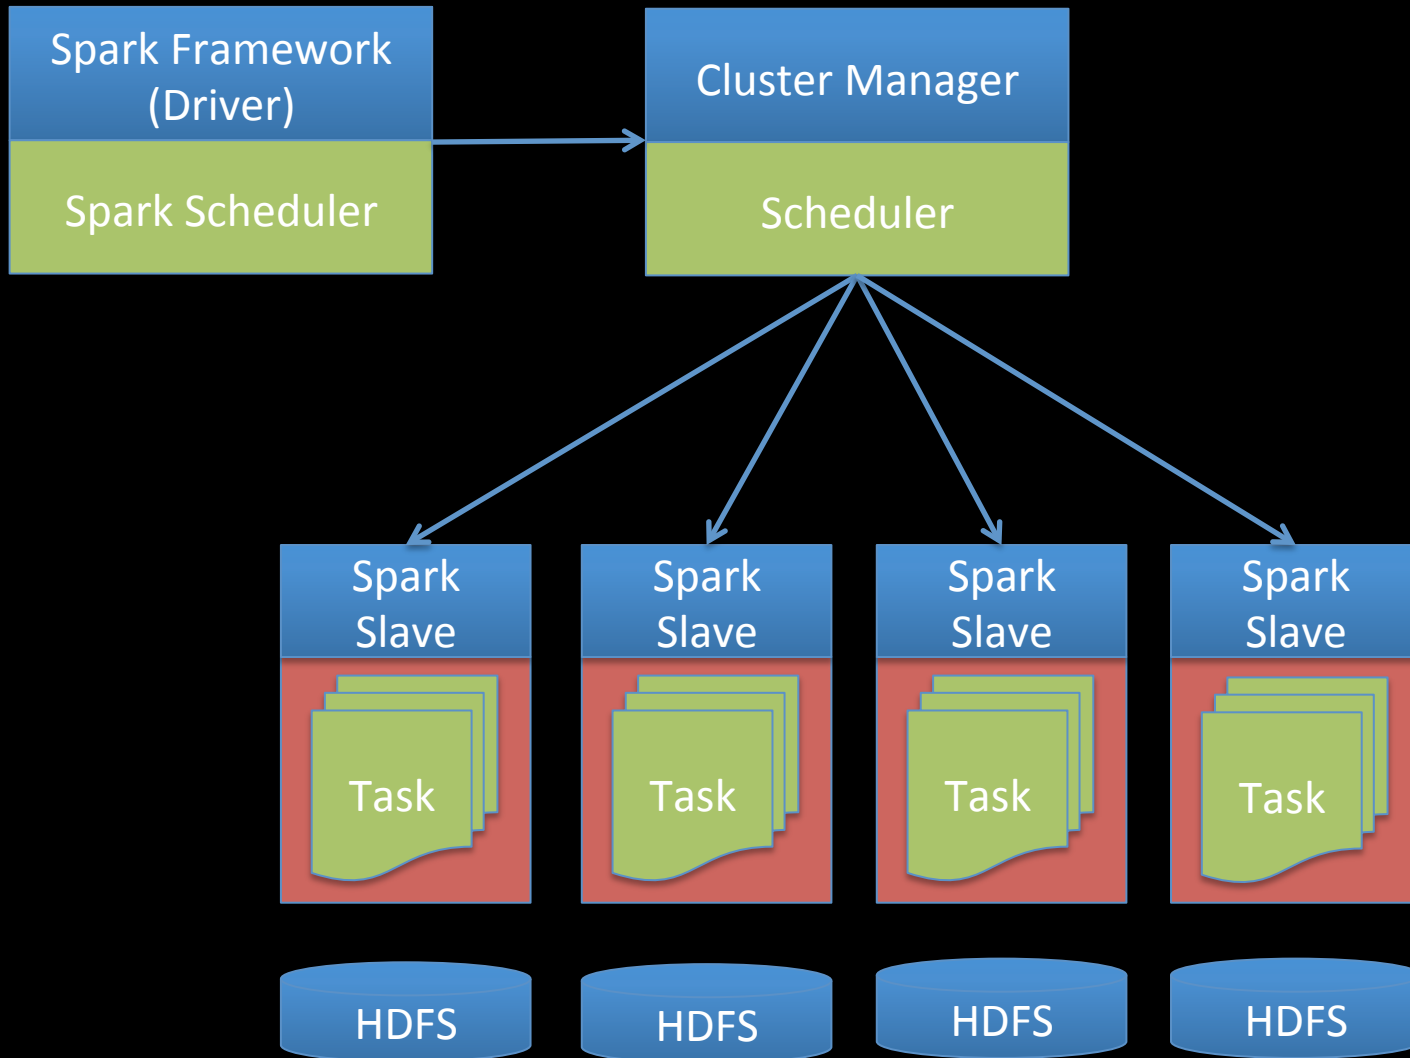 Spark Framework
(Driver)
Spark Scheduler
Cluster Manager
Scheduler
Spark
Slave
Task
HDFS
Spark
Slave
Task
HDFS
Spark
Slave
Task
HDFS
Spark
Slave
Task
HDFS